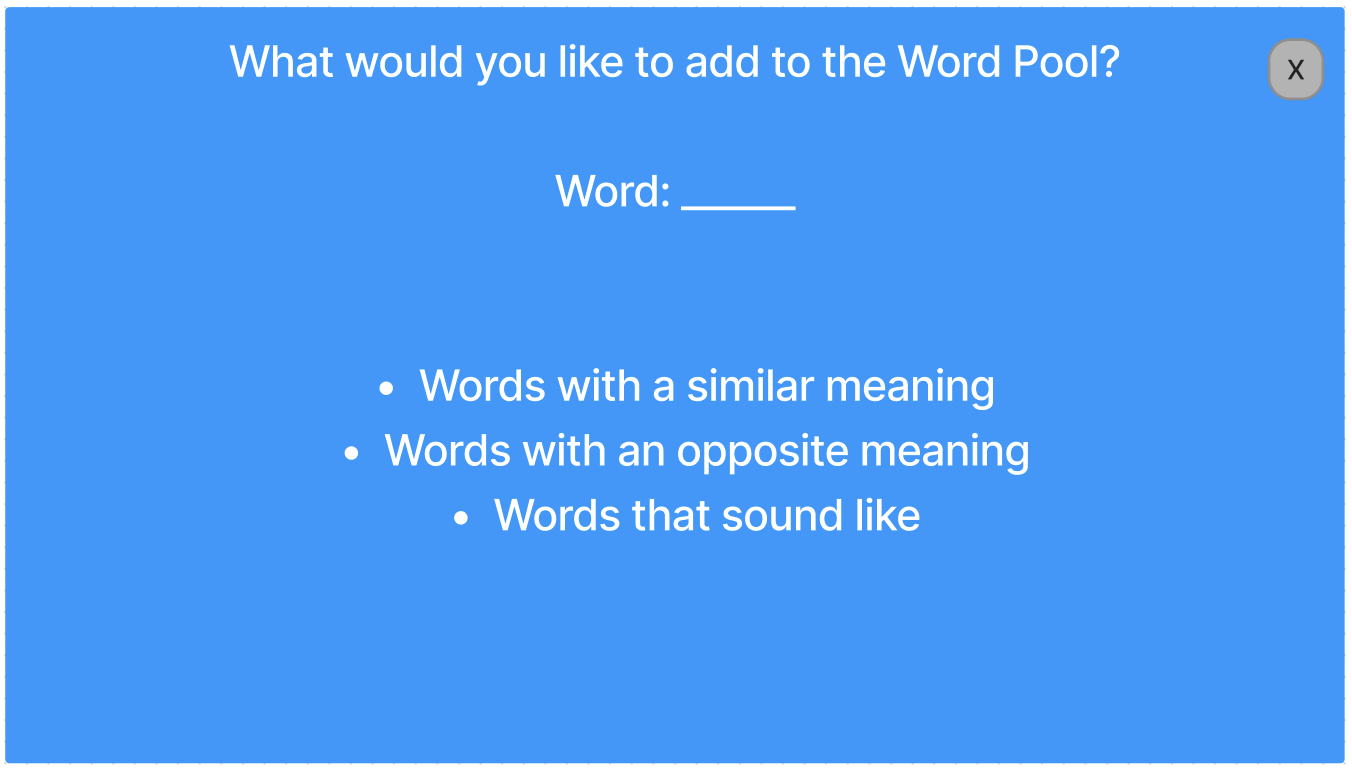 What would you like to add to the Word Pool?
X
Word: ______
• Words with a similar meaning
• Words with an opposite meaning
• Words that sound like